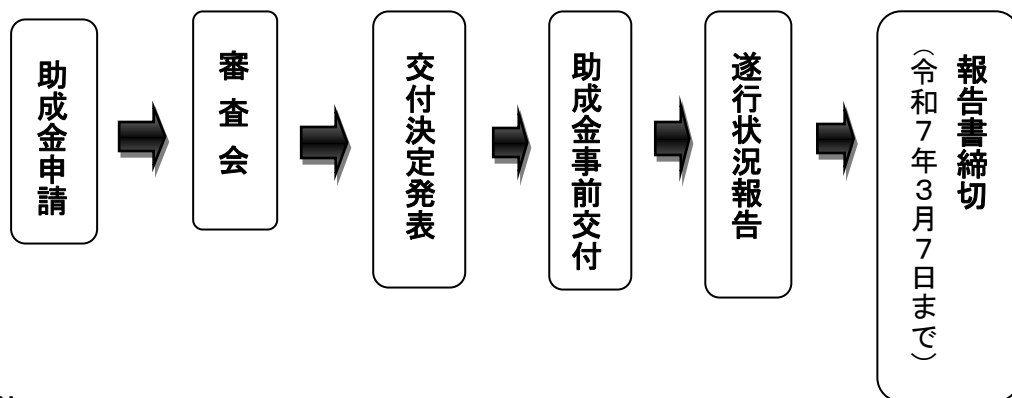 助成金申請
審査会
交付決定発表
助成金事前交付
遂行状況報告
報告書締切
（令和７年３月７日まで）